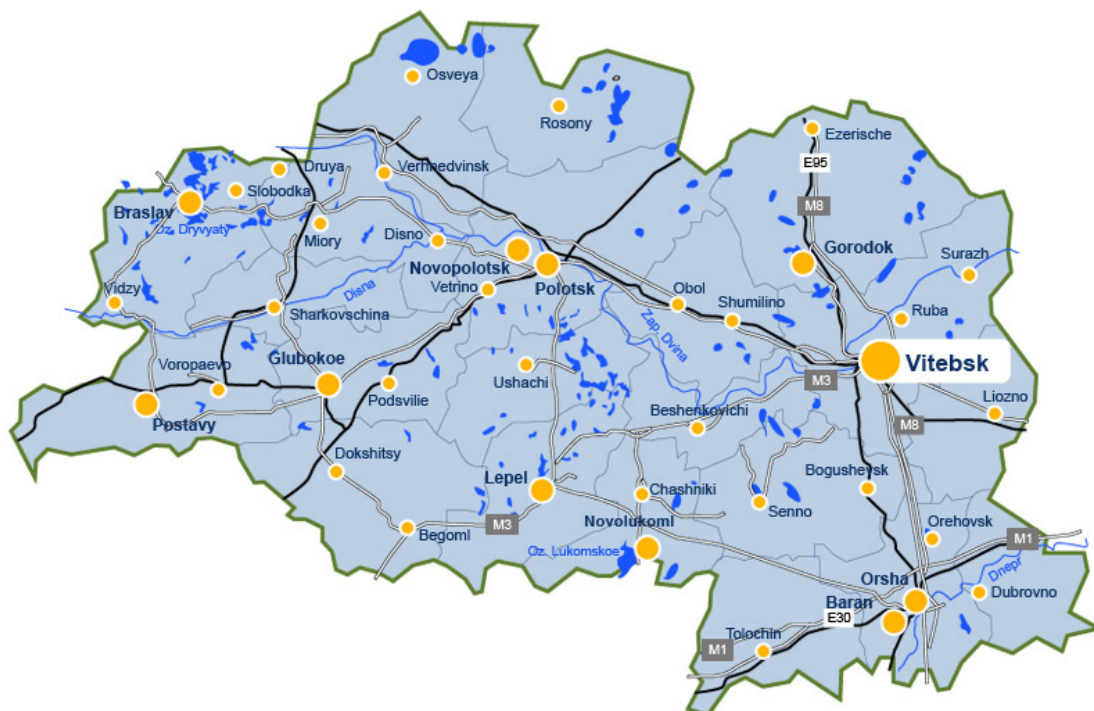 Osveya
Rosony
Ezerische
E95
Druya
Verhnedvinsk
Slobodka
M8
Braslav
Oz. Dryvyaty
Miory
Disno
Gorodok
Surazh
Novopolotsk
Disna
Vetrino
Polotsk
Vidzy
Obol
Shumilino
Sharkovschina
Ruba
Zap. Dvina
Glubokoe
Voropaevo
Vitebsk
Ushachi
M3
Podsvilie
Liozno
Beshenkovichi
Postavy
M8
Dokshitsy
Bogushevsk
Lepel
Chashniki
Senno
M3
Novolukoml
Begoml
Orehovsk
M1
Oz. Lukomskoe
Dnepr
Orsha
Dubrovno
Baran
E30
Tolochin
M1